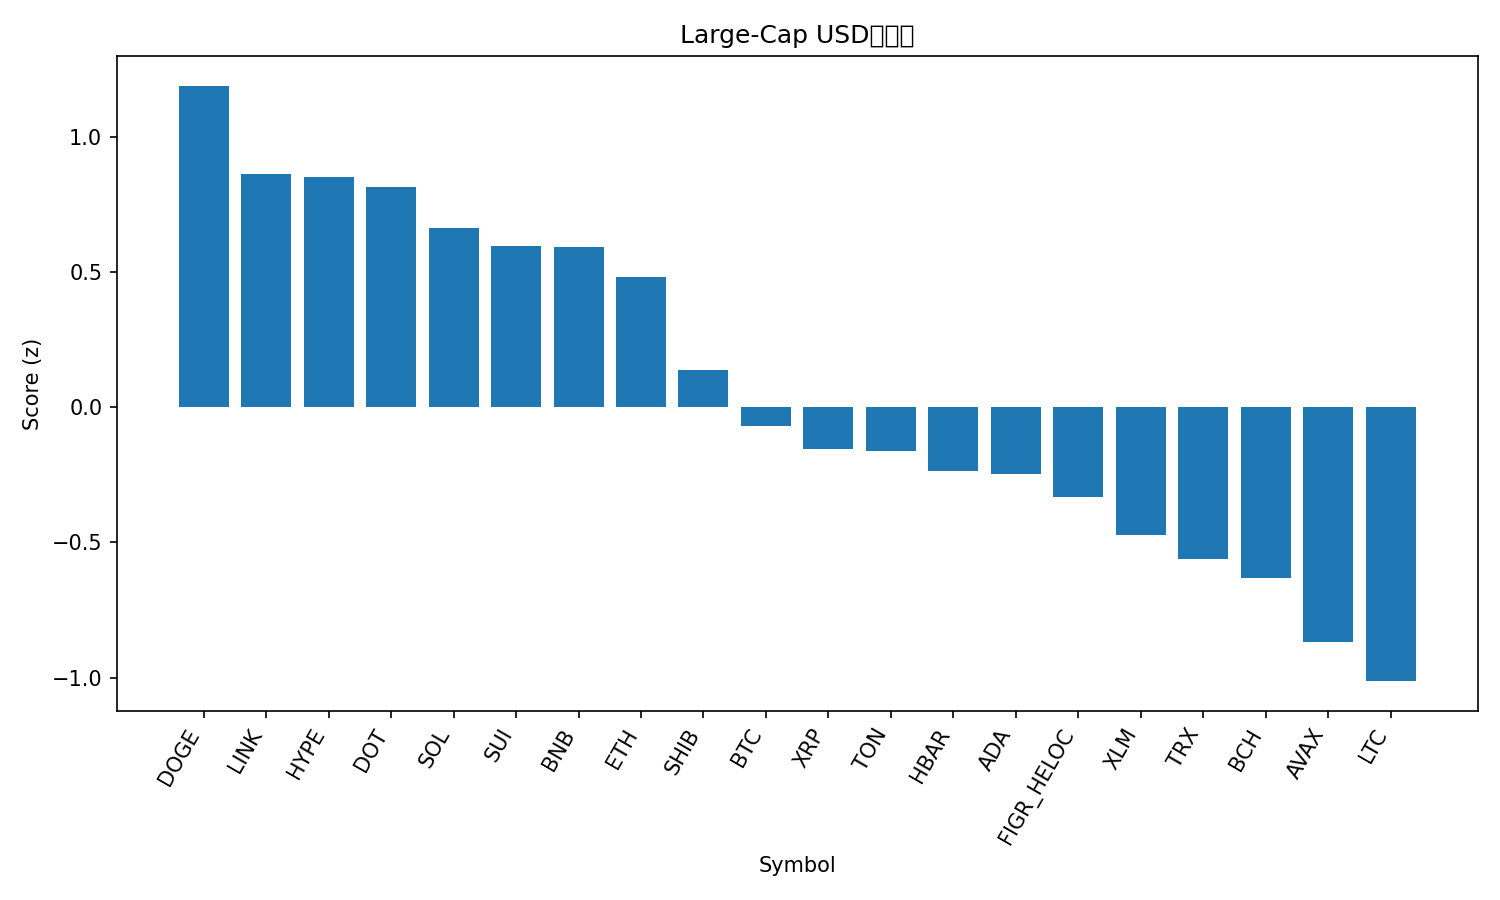 Large-Cap USD
Score (z)
1.0
0.5
0.0
−0.5
−1.0
DOGE
LINK
HYPE
DOT
SOL
SUI
BNB
ETH
SHIB
BTC
XRP
TON
HBAR
ADA
FIGR_HELOC
XLM
TRX
BCH
AVAX
LTC
Symbol